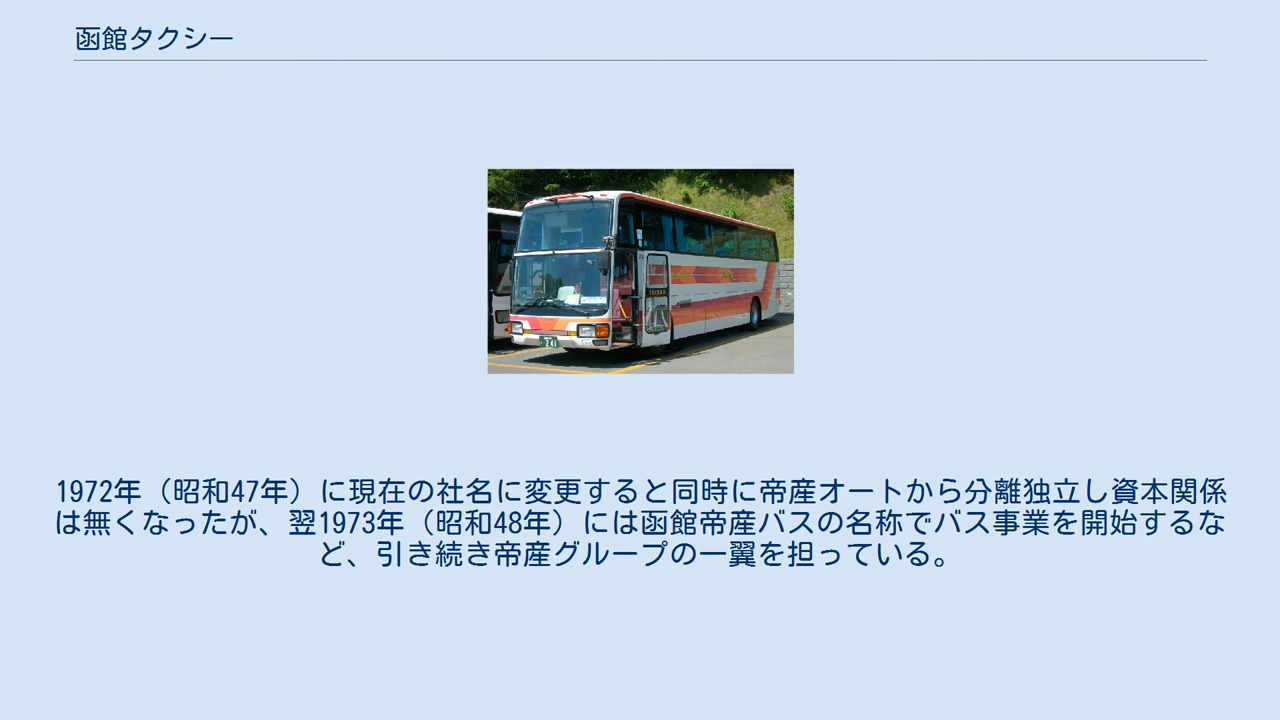 函館タクシー
241
1972年（昭和47年）に現在の社名に変更すると同時に帝産オートから分離独立し資本関係
は無くなったが、翌1973年（昭和48年）には函館帝産バスの名称でバス事業を開始するな
ど、引き続き帝産グループの一翼を担っている。